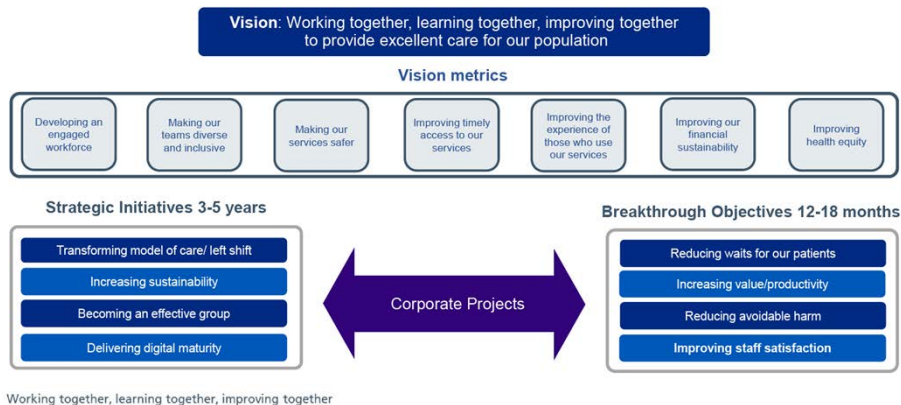 Vision: Working together, learning together, improving together
to provide excellent care for our population
Vision metrics
Developing an
engaged
workforce
Making our
teams diverse
and inclusive
Making our
services safer
Improving timely
access to our
services
Improving the
experience of
those who use
our services
Improving our
financial
sustainability
Improving
health equity
Strategic Initiatives 3-5 years
Transforming model of care/ left shift
Increasing sustainability
Becoming an effective group
Delivering digital maturity
Corporate Projects
Breakthrough Objectives 12-18 months
Reducing waits for our patients
Increasing value/productivity
Reducing avoidable harm
Improving staff satisfaction
Working together, learning together, improving together